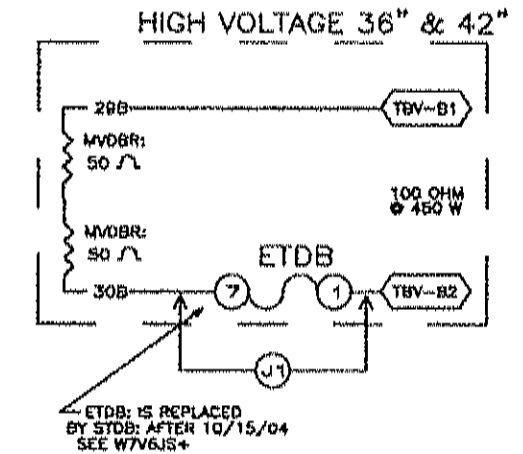 HIGH VOLTAGE 36" & 42"
29B
TBV-B1
MVDBR:
50 Ω
100 OHM
@ 450 W
MVDBR:
50 Ω
ETDB
30B
7
1
TBV-B2
J1
ETDB: IS REPLACED
BY STDB: AFTER 10/15/04
SEE W7V6JS+